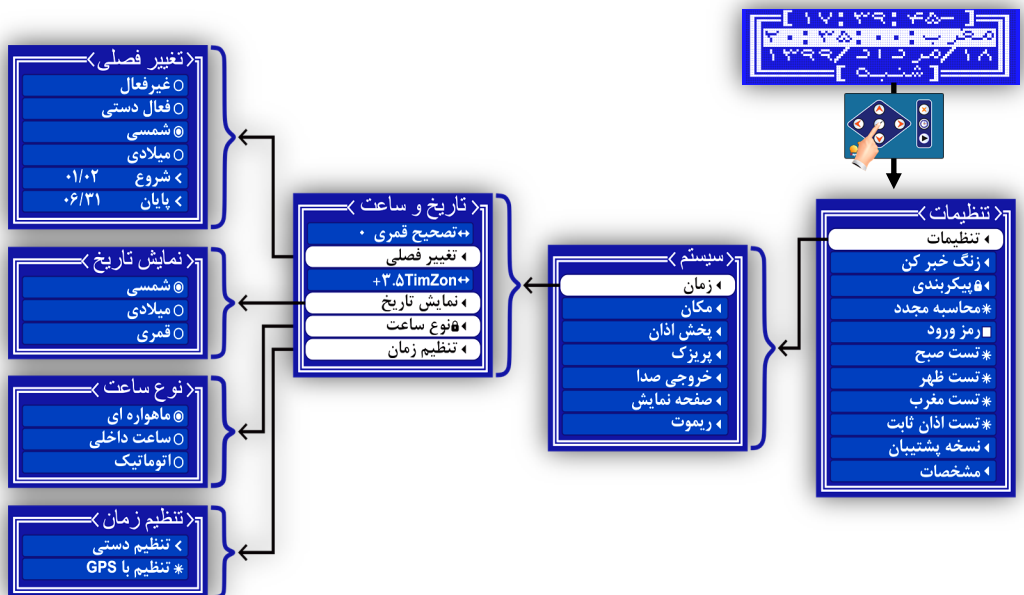 [ -۱۷:۳۹:۴۵ ]
مغرب:۲۰:۳۵:۰۰
۱۸/مرداد/۱۳۹۹
[ شنبه ]
تنظیمات
تنظیمات
زنگ خبر کن
پیکربندی
محاسبه مجدد
رمز ورود
تست صبح
تست ظهر
تست مغرب
تست اذان ثابت
نسخه پشتیبان
مشخصات
سیستم
زمان
مکان
پخش اذان
پریزک
خروجی صدا
صفحه نمایش
ریموت
تاریخ و ساعت
تصحیح قمری ۰
تغییر فصلی
+۳.۵TimZon
نمایش تاریخ
نوع ساعت
تنظیم زمان
تغییر فصلی
غیرفعال
فعال دستی
شمسی
میلادی
شروع ۰۱/۰۲
پایان ۰۶/۳۱
نمایش تاریخ
شمسی
میلادی
قمری
نوع ساعت
ماهواره ای
ساعت داخلی
اتوماتیک
تنظیم زمان
تنظیم دستی
تنظیم با GPS